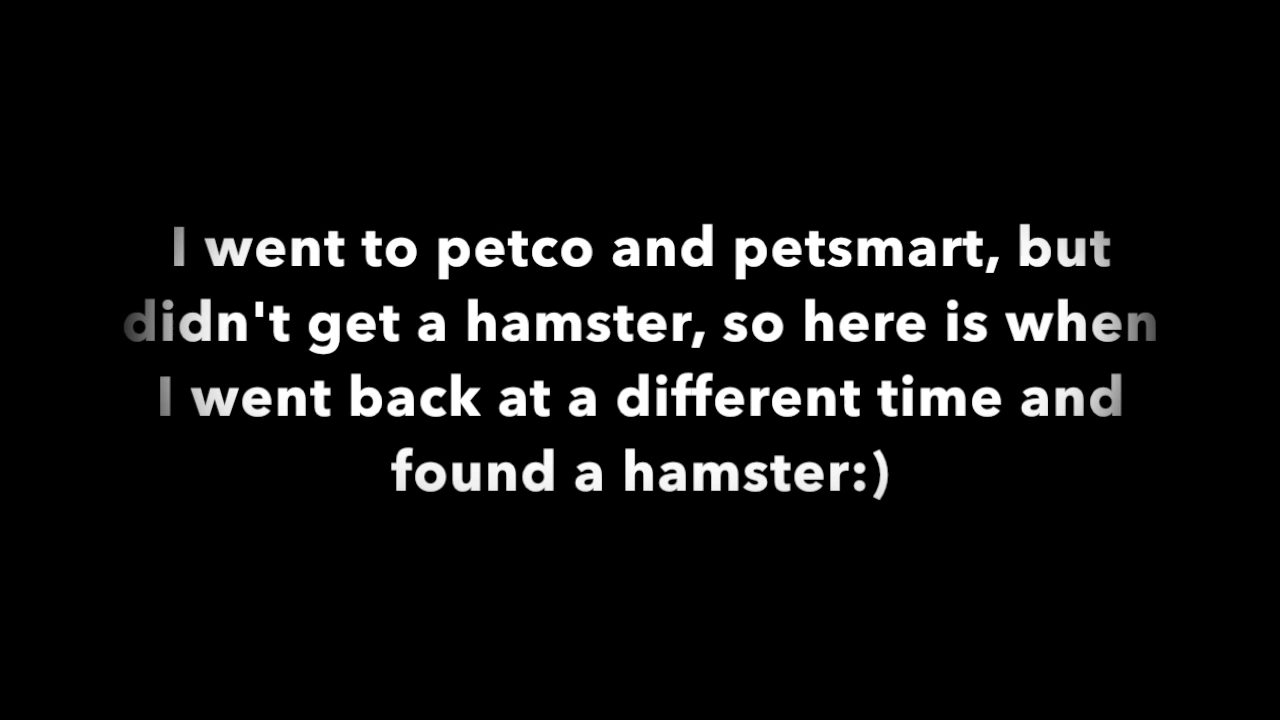 I went to petco and petsmart, but
didn't get a hamster, so here is when
I went back at a different time and
found a hamster:)